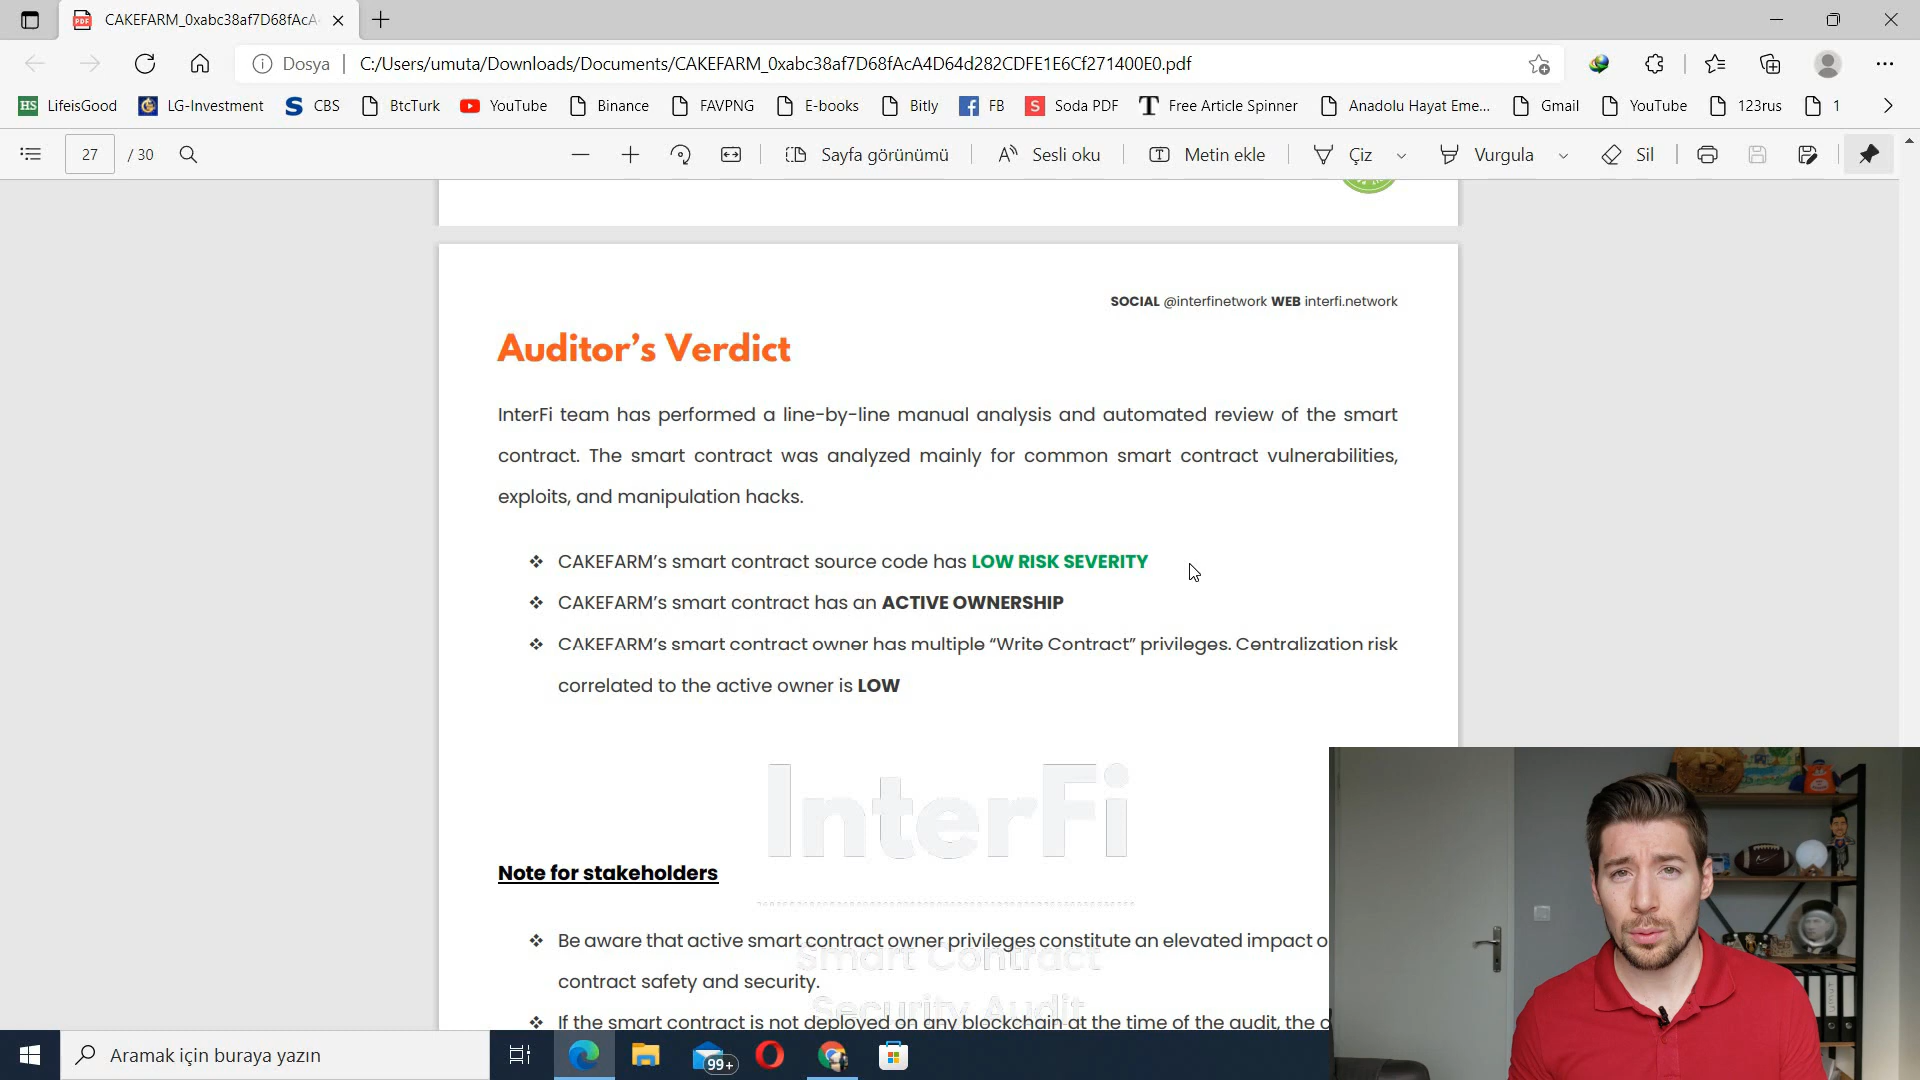 CAKEFARM_0xabc38af7D68fAcA
Dosya
C:/Users/umuta/Downloads/Documents/CAKEFARM_0xabc38af7D68fAcA4D64d282CDFE1E6Cf271400E0.pdf
HS LifeisGood LG-Investment S CBS BtcTurk YouTube Binance FAVPNG E-books Bitly FB S Soda PDF T Free Article Spinner Anadolu Hayat Eme... Gmail YouTube 123rus 1
27 / 30 Sayfa görünümü Sesli oku Metin ekle Çiz Vurgula Sil
SOCIAL @interfinetwork WEB interfi.network
Auditor's Verdict
InterFi team has performed a line-by-line manual analysis and automated review of the smart
contract. The smart contract was analyzed mainly for common smart contract vulnerabilities,
exploits, and manipulation hacks.
❖ CAKEFARM's smart contract source code has LOW RISK SEVERITY
❖ CAKEFARM's smart contract has an ACTIVE OWNERSHIP
❖ CAKEFARM's smart contract owner has multiple “Write Contract” privileges. Centralization risk
correlated to the active owner is LOW
InterFi
Note for stakeholders
❖ Be aware that active smart contract owner privileges constitute an elevated impact o
Smart Contract
contract safety and security.
Security Audit
❖ If the smart contract is not deployed on any blockchain at the time of the audit, the
Aramak için buraya yazın
99+